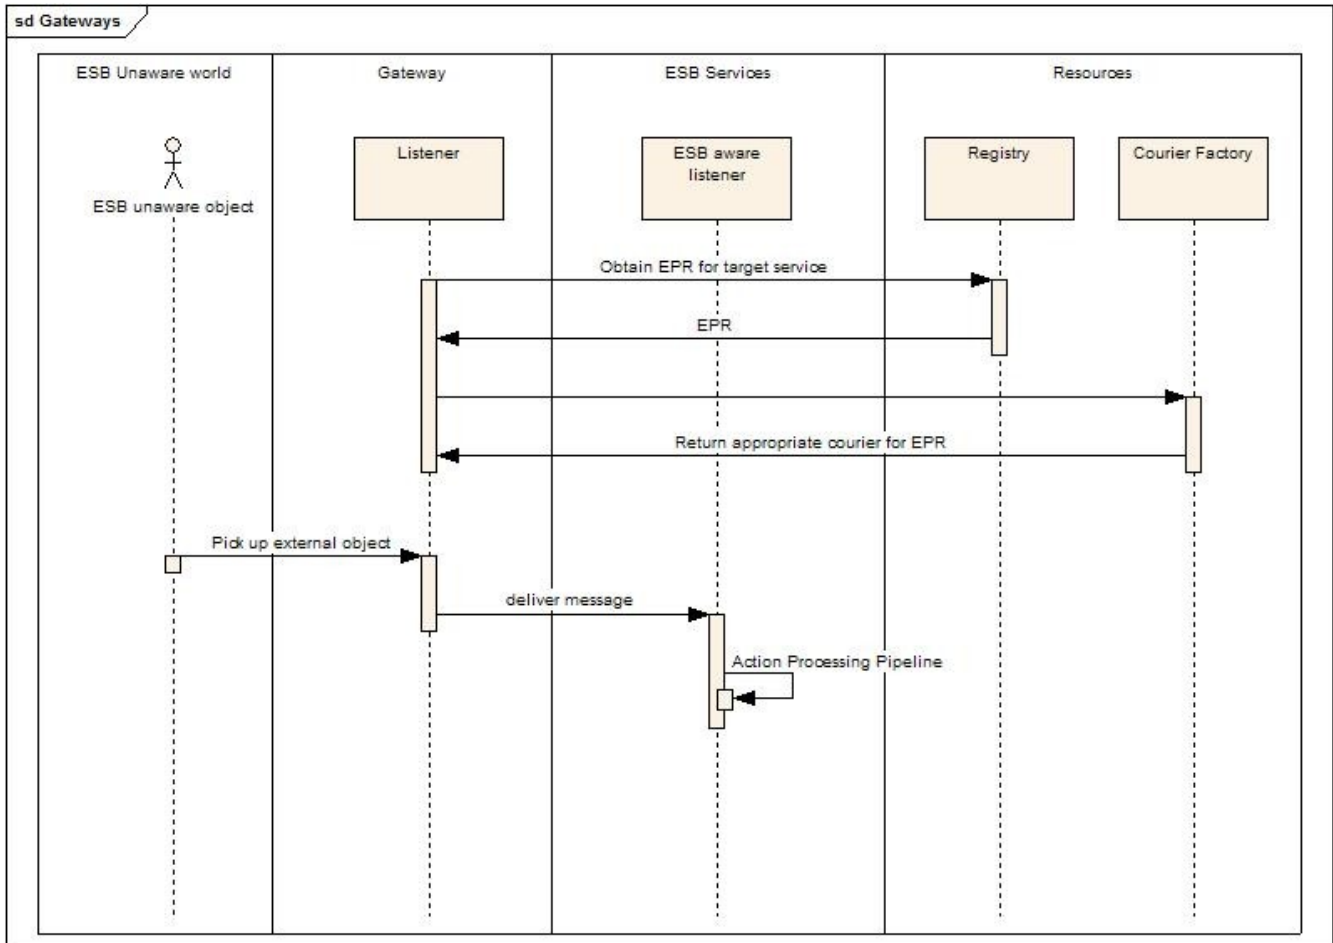 sd Gateways
ESB Unaware world
Gateway
ESB Services
Resources
Listener
ESB aware
listener
Registry
Courier Factory
ESB unaware object
Obtain EPR for target service
EPR
Return appropriate courier for EPR
Pick up external object
deliver message
Action Processing Pipeline